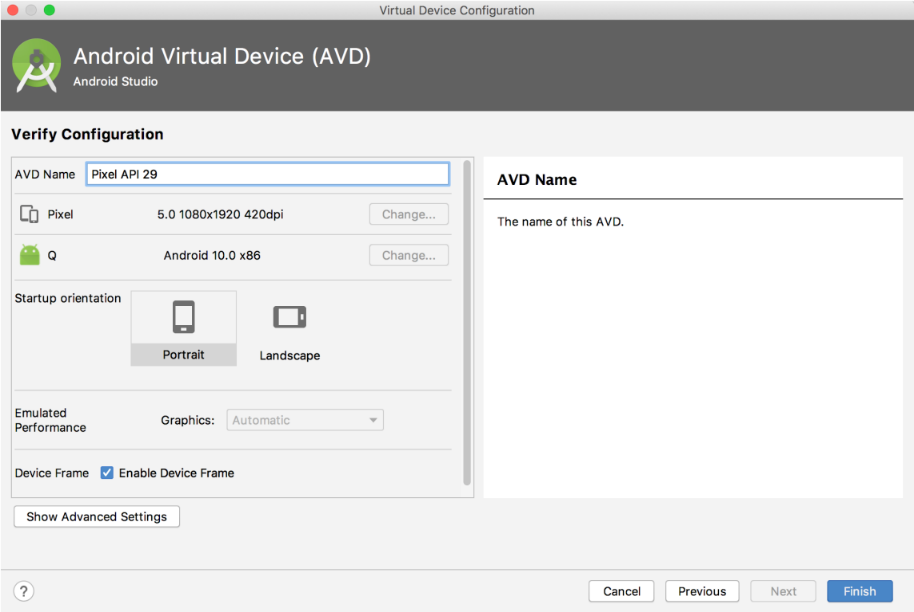 Virtual Device Configuration
Android Virtual Device (AVD)
Android Studio
Verify Configuration
AVD Name Pixel API 29
Pixel 5.0 1080x1920 420dpi Change...
Q Android 10.0 x86 Change...
Startup orientation
Portrait Landscape
Emulated
Performance
Graphics: Automatic
Device Frame Enable Device Frame
Show Advanced Settings
AVD Name
The name of this AVD.
? Cancel Previous Next Finish